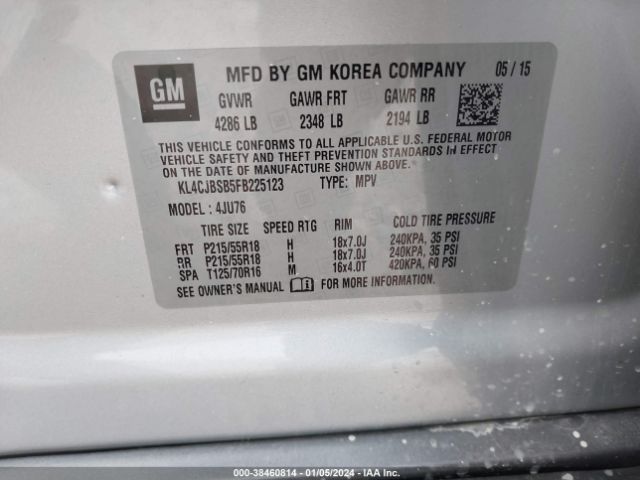 GM
MFD BY GM KOREA COMPANY 05 / 15
GVWR GAWR FRT GAWR RR
4286 LB 2348 LB 2194 LB
THIS VEHICLE CONFORMS TO ALL APPLICABLE U.S. FEDERAL MOTOR
VEHICLE SAFETY AND THEFT PREVENTION STANDARDS IN EFFECT
ON THE DATE OF MANUFACTURE SHOWN ABOVE.
KL4CJBSB5FB225123 TYPE: MPV
MODEL : 4JU76
TIRE SIZE SPEED RTG RIM COLD TIRE PRESSURE
FRT P215/55R18 H 18x7.0J 240KPA, 35 PSI
RR P215/55R18 H 18x7.0J 240KPA, 35 PSI
SPA T125/70R16 M 16x4.0T 420KPA, 60 PSI
SEE OWNER'S MANUAL FOR MORE INFORMATION.
000-38460814 - 01/05/2024 - IAA Inc.